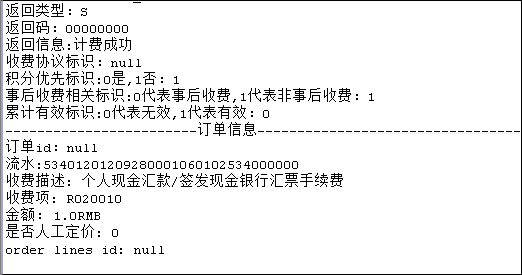 返回类型: S
返回码: 00000000
返回信息:计费成功
收费协议标识: null
积分优先标识:0是,1否: 1
事后收费相关标识:0代表事后收费,1代表非事后收费: 1
累计有效标识:0代表无效,1代表有效: 0
-------------------------订单信息----------------------------------
订单id: null
流水:5340120120928000106010253400000​0
收费描述: 个人现金汇款/签发现金银行汇票手续费
收费项: R020010
金额: 1.0RMB
是否人工定价: 0
order lines id: null